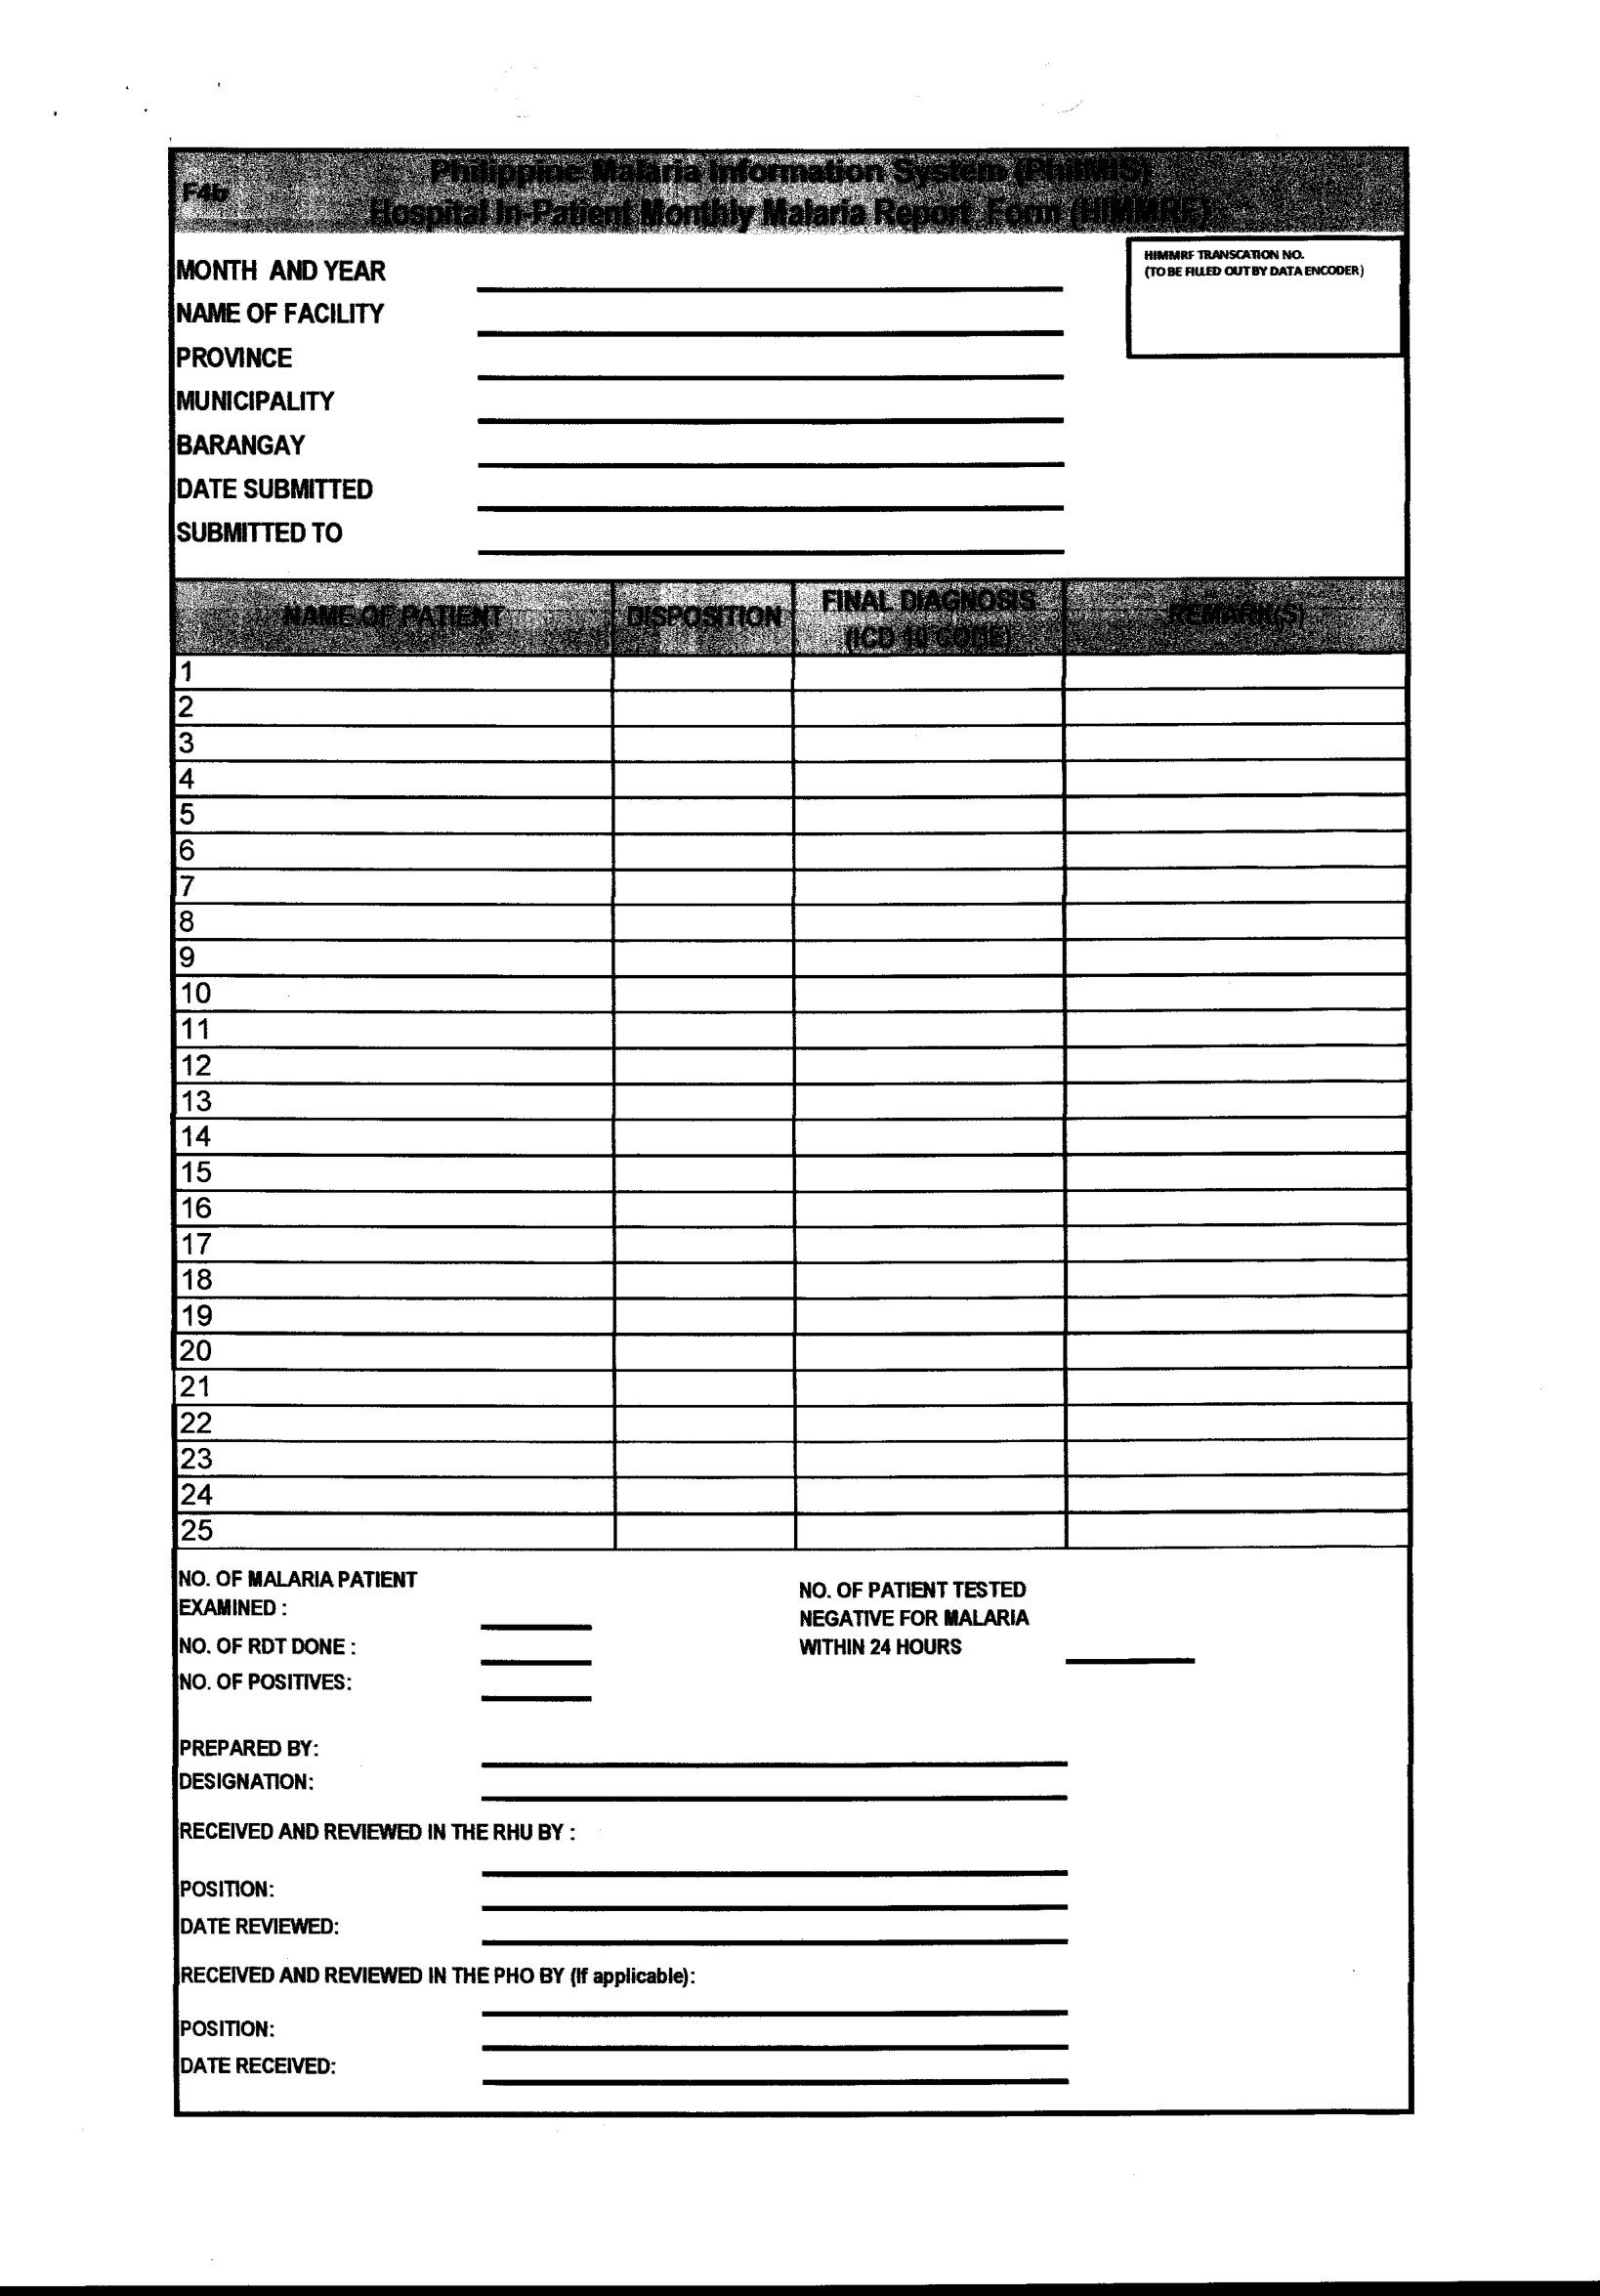 F4b
Philippine Malaria Information System (PhilMIS)
Hospital In-Patient Monthly Malaria Report Form (HIMMRF)
HIMMRF TRANSCATION NO.
(TO BE FILLED OUT BY DATA ENCODER)
MONTH AND YEAR
NAME OF FACILITY
PROVINCE
MUNICIPALITY
BARANGAY
DATE SUBMITTED
SUBMITTED TO
NAME OF PATIENT DISPOSITION FINAL DIAGNOSIS (ICD 10 CODE) REMARK(S)
1
2
3
4
5
6
7
8
9
10
11
12
13
14
15
16
17
18
19
20
21
22
23
24
25
NO. OF MALARIA PATIENT
EXAMINED :
NO. OF RDT DONE :
NO. OF POSITIVES:
NO. OF PATIENT TESTED
NEGATIVE FOR MALARIA
WITHIN 24 HOURS
PREPARED BY:
DESIGNATION:
RECEIVED AND REVIEWED IN THE RHU BY :
POSITION:
DATE REVIEWED:
RECEIVED AND REVIEWED IN THE PHO BY (If applicable):
POSITION:
DATE RECEIVED: